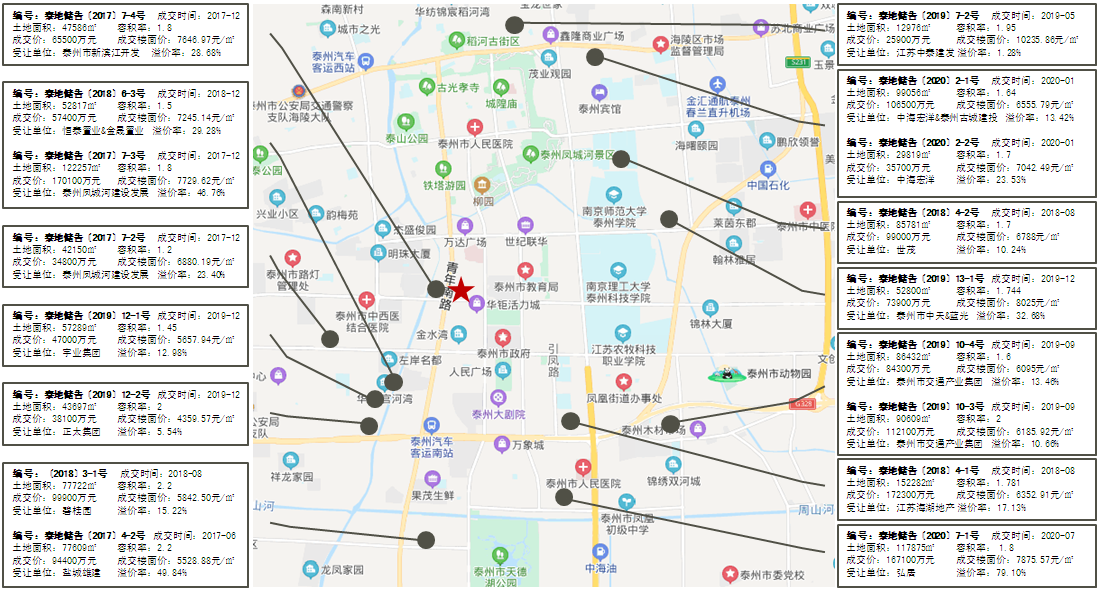 编号：泰地储告〔2017〕7-4号 成交时间：2017-12
土地面积：47586㎡ 容积率：1.8
成交价：65500万元 成交楼面价：7646.97元/㎡
受让单位：泰州市新滨江开发 溢价率：28.68%
编号：泰地储告〔2018〕6-3号 成交时间：2018-12
土地面积：52817㎡ 容积率：1.5
成交价：57400万元 成交楼面价：7245.14元/㎡
受让单位：恒泰置业&金晟置业 溢价率：29.28%
编号：泰地储告〔2017〕7-3号 成交时间：2017-12
土地面积：122257㎡ 容积率：1.8
成交价：170100万元 成交楼面价：7729.62元/㎡
受让单位：泰州凤城河建设发展 溢价率：46.76%
编号：泰地储告〔2017〕7-2号 成交时间：2017-12
土地面积：42150㎡ 容积率：1.2
成交价：34800万元 成交楼面价：6880.19元/㎡
受让单位：泰州凤城河建设发展 溢价率：23.40%
编号：泰地储告〔2019〕12-1号 成交时间：2019-12
土地面积：57289㎡ 容积率：1.45
成交价：47000万元 成交楼面价：5657.94元/㎡
受让单位：宇业集团 溢价率：12.98%
编号：泰地储告〔2019〕12-2号 成交时间：2019-12
土地面积：43697㎡ 容积率：2
成交价：38100万元 成交楼面价：4359.57元/㎡
受让单位：正太集团 溢价率：5.54%
编号：〔2018〕3-1号 成交时间：2018-08
土地面积：77722㎡ 容积率：2.2
成交价：99900万元 成交楼面价：5842.50元/㎡
受让单位：碧桂园 溢价率：15.22%
编号：泰地储告〔2017〕4-2号 成交时间：2017-06
土地面积：77609㎡ 容积率：2.2
成交价：94400万元 成交楼面价：5528.88元/㎡
受让单位：盐城雄建 溢价率：49.84%
森南新村
华纺锦宸
稻河湾
城市之光
稻河古街区
鑫隆商业广场
海陵区市场
监督管理局
苏北商业广场
S231
玉景
泰州汽车
客运西站
茂业观园
古光孝寺
城隍庙
泰州宾馆
金汇通航泰州
春兰直升机场
州市公安局交通警察
支队海陵大队
泰山公园
泰州市人民医院
海曙颐园
鹏欣领誉
泰公园
泰州凤城河景区
铁塔游园
柳园
中国石化
兴业小区
韵梅苑
南京师范大学
泰州学院
莱茵东郡
泰州市中医院
杰盛俊园
明珠大厦
万达广场
世纪联华
翰林雅居
泰州市路灯
管理处
青年南路
泰州市教育局
南京理工大学
泰州科技学院
泰州市中西医
结合医院
华钜活力城
锦林大厦
金水湾
泰州市政府
引凤路
江苏农牧科技
职业学院
左岸名都
人民广场
泰州市动物园
文创
中心
官河湾
凤凰街道办事处
G328
公安局
支队
泰州大剧院
泰州汽车
客运南站
万象城
泰州木材市场
祥龙家园
果茂生鲜
泰州市人民医院
锦绣双河城
山河
泰州市凤凰
初级中学
周山河
龙凤家园
泰州市天德
湖公园
中海油
泰州市委党校
编号：泰地储告〔2019〕7-2号 成交时间：2019-05
土地面积：12976㎡ 容积率：1.95
成交价：25900万元 成交楼面价：10235.86元/㎡
受让单位：江苏中泰建发 溢价率：1.28%
编号：泰地储告〔2020〕2-1号 成交时间：2020-01
土地面积：99056㎡ 容积率：1.64
成交价：106500万元 成交楼面价：6555.79元/㎡
受让单位：中海宏洋&泰州古城建投 溢价率：13.42%
编号：泰地储告〔2020〕2-2号 成交时间：2020-01
土地面积：29819㎡ 容积率：1.7
成交价：35700万元 成交楼面价：7042.49元/㎡
受让单位：中海宏洋 溢价率：23.53%
编号：泰地储告〔2018〕4-2号 成交时间：2018-08
土地面积：85781㎡ 容积率：1.7
成交价：99000万元 成交楼面价：6788元/㎡
受让单位：世茂 溢价率：10.24%
编号：泰地储告〔2019〕13-1号 成交时间：2019-12
土地面积：52800㎡ 容积率：1.744
成交价：73900万元 成交楼面价：8025元/㎡
受让单位：泰州市中天&蓝光 溢价率：32.68%
编号：泰地储告〔2019〕10-4号 成交时间：2019-09
土地面积：86432㎡ 容积率：1.6
成交价：84300万元 成交楼面价：6095元/㎡
受让单位：泰州市交通产业集团 溢价率：13.46%
编号：泰地储告〔2019〕10-3号 成交时间：2019-09
土地面积：90609㎡ 容积率：2
成交价：112100万元 成交楼面价：6185.92元/㎡
受让单位：泰州市交通产业集团 溢价率：10.66%
编号：泰地储告〔2018〕4-1号 成交时间：2018-08
土地面积：152282㎡ 容积率：1.781
成交价：172300万元 成交楼面价：6352.91元/㎡
受让单位：江苏海湖地产 溢价率：17.13%
编号：泰地储告〔2020〕7-1号 成交时间：2020-07
土地面积：117875㎡ 容积率：1.8
成交价：167100万元 成交楼面价：7875.57元/㎡
受让单位：弘居 溢价率：79.10%